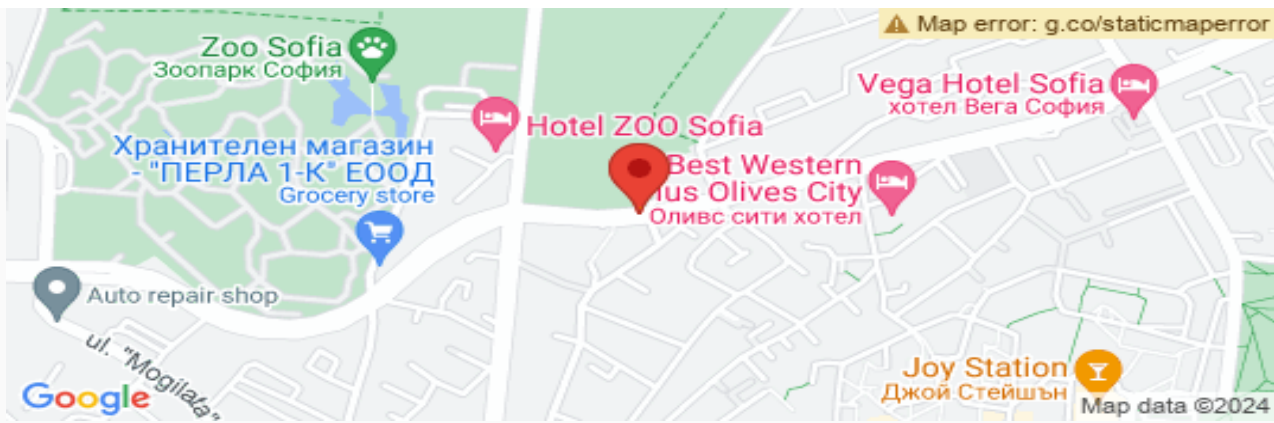 Map error: g.co/staticmaperror
Zoo Sofia
Зоопарк София
Vega Hotel Sofia
хотел Вега София
Hotel ZOO Sofia
Хранителен магазин
- "ПЕРЛА 1-К" ЕООД
Grocery store
Best Western
lus Olives City
Оливс сити хотел
Auto repair shop
ul. "Mogilata"
Joy Station
Джой Стейшън
Google
Map data ©2024